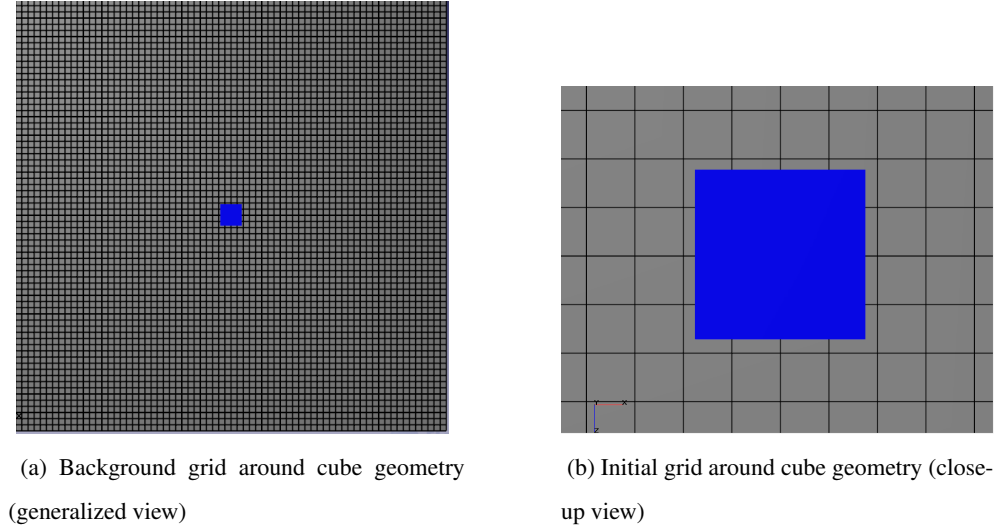 (a) Background grid around cube geometry
(generalized view)
Y
X
Z
(b) Initial grid around cube geometry (close-
up view)